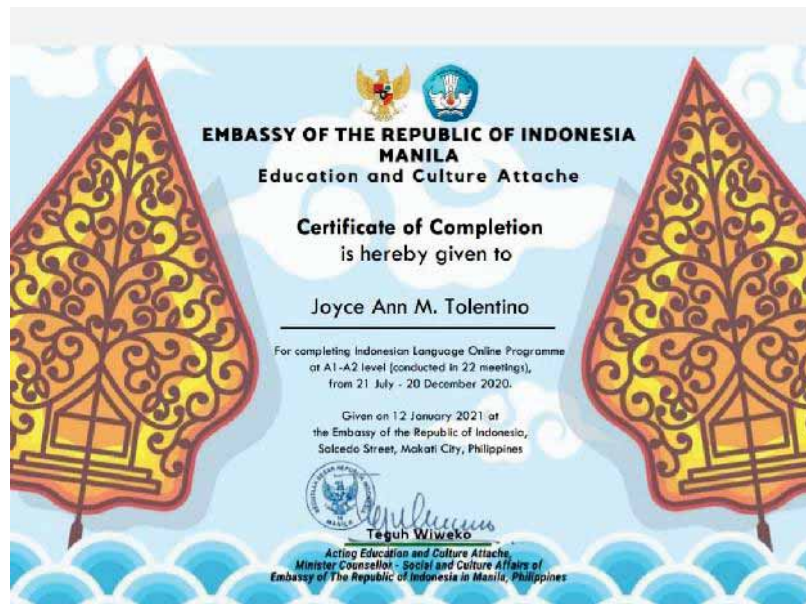 EMBASSY OF THE REPUBLIC OF INDONESIA
MANILA
Education and Culture Attache
Certificate of Completion
is hereby given to
Joyce Ann M. Tolentino
For completing Indonesian Language Online Programme
at A1-A2 level (conducted in 22 meetings),
from 21 July - 20 December 2020.
Given on 12 January 2021 at
the Embassy of the Republic of Indonesia,
Salcedo Street, Makati City, Philippines
MANILA
Teguh Wiweko
Acting Education and Culture Attache,
Minister Counsellor - Social and Culture Affairs of
Embassy of The Republic of Indonesia in Manila, Philippines